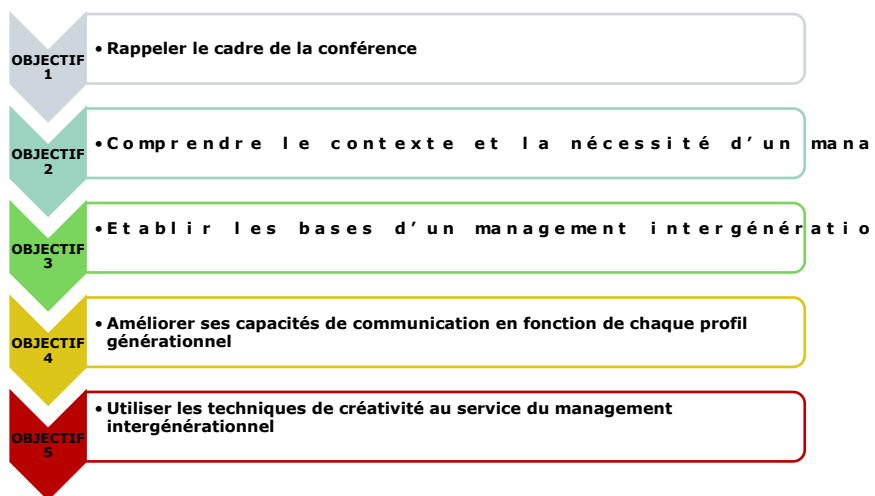 OBJECTIF
1
• Rappeler le cadre de la conférence
OBJECTIF
2
• Comprendre le contexte et la nécessité d’un mana
OBJECTIF
3
• Etablir les bases d’un management intergénératio
OBJECTIF
4
• Améliorer ses capacités de communication en fonction de chaque profil
générationnel
OBJECTIF
5
• Utiliser les techniques de créativité au service du management
intergénérationnel